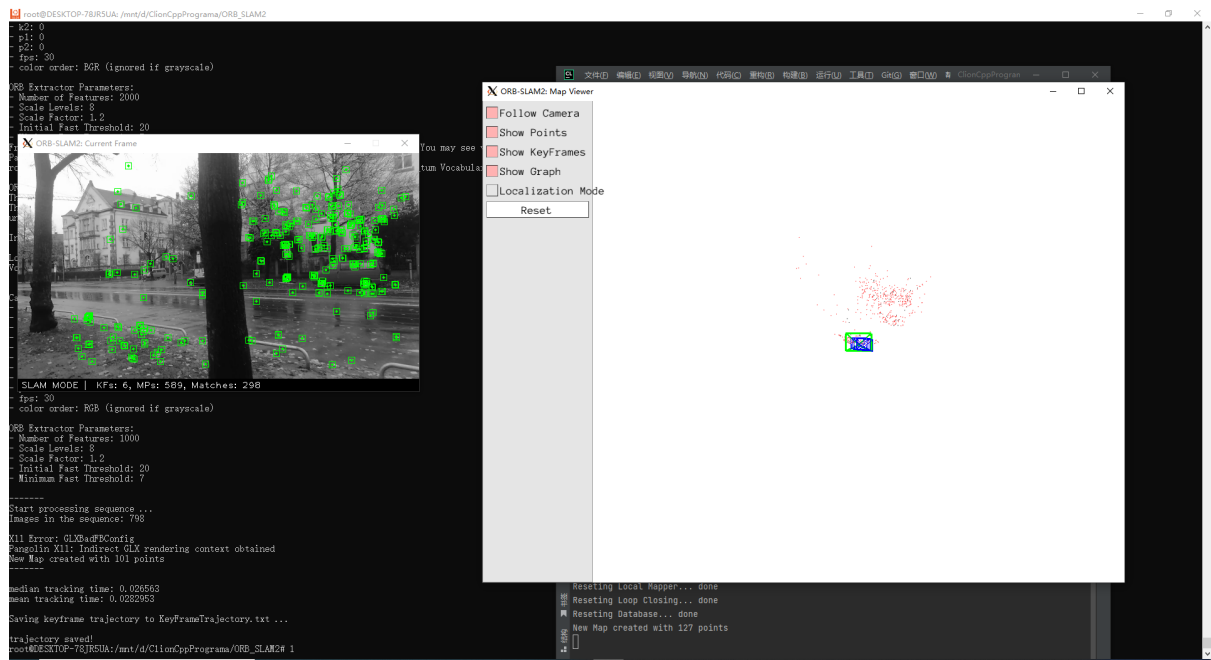 root@DESKTOP-78JR5UA: /mnt/d/ClionCppPrograma/ORB_SLAM2
- k2: 0
- p1: 0
- p2: 0
- fps: 30
- color order: BGR (ignored if grayscale)
ORB Extractor Parameters:
- Number of Features: 2000
- Scale Levels: 8
- Scale Factor: 1.2
- Initial Fast Threshold: 20
You may see
tum Vocabula
ORB-SLAM2: Current Frame
SLAM MODE | KFs: 6, MPs: 589, Matches: 298
- fps: 30
- color order: RGB (ignored if grayscale)
ORB Extractor Parameters:
- Number of Features: 1000
- Scale Levels: 8
- Scale Factor: 1.2
- Initial Fast Threshold: 20
- Minimum Fast Threshold: 7
-------
Start processing sequence ...
Images in the sequence: 798
X11 Error: GLXBadFBConfig
Pangolin X11: Indirect GLX rendering context obtained
New Map created with 101 points
-------
median tracking time: 0.026563
mean tracking time: 0.0282953
Saving keyframe trajectory to KeyFrameTrajectory.txt ...
trajectory saved!
root@DESKTOP-78JR5UA:/mnt/d/ClionCppPrograma/ORB_SLAM2# 1
文件(F) 编辑(E) 视图(V) 导航(N) 代码(C) 重构(R) 构建(B) 运行(U) 工具(T) Git(G) 窗口(W) ClionCppProgram
ORB-SLAM2: Map Viewer
Follow Camera
Show Points
Show KeyFrames
Show Graph
Localization Mode
Reset
Reseting Local Mapper... done
Reseting Loop Closing... done
Reseting Database... done
New Map created with 127 points